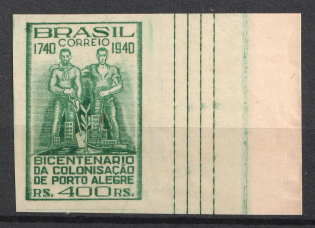 BRASIL
CORREIO
1740 1940
BICENTENARIO
DA COLONISAÇÃO
DE PORTO ALEGRE
RS. 400 RS.